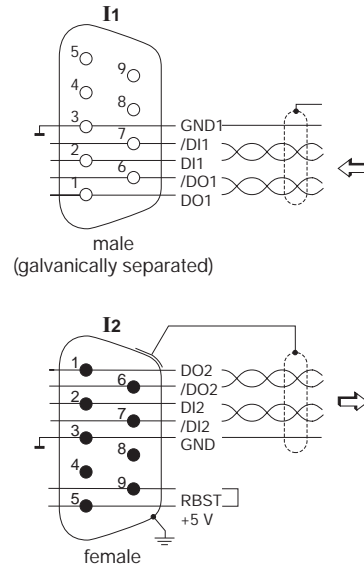 I1
5
9
4
8
3
GND1
7
/DI1
2
DI1
6
/DO1
1
DO1
male
(galvanically separated)
I2
1
DO2
6
/DO2
2
DI2
7
/DI2
3
GND
8
4
9
RBST
5
+5 V
female